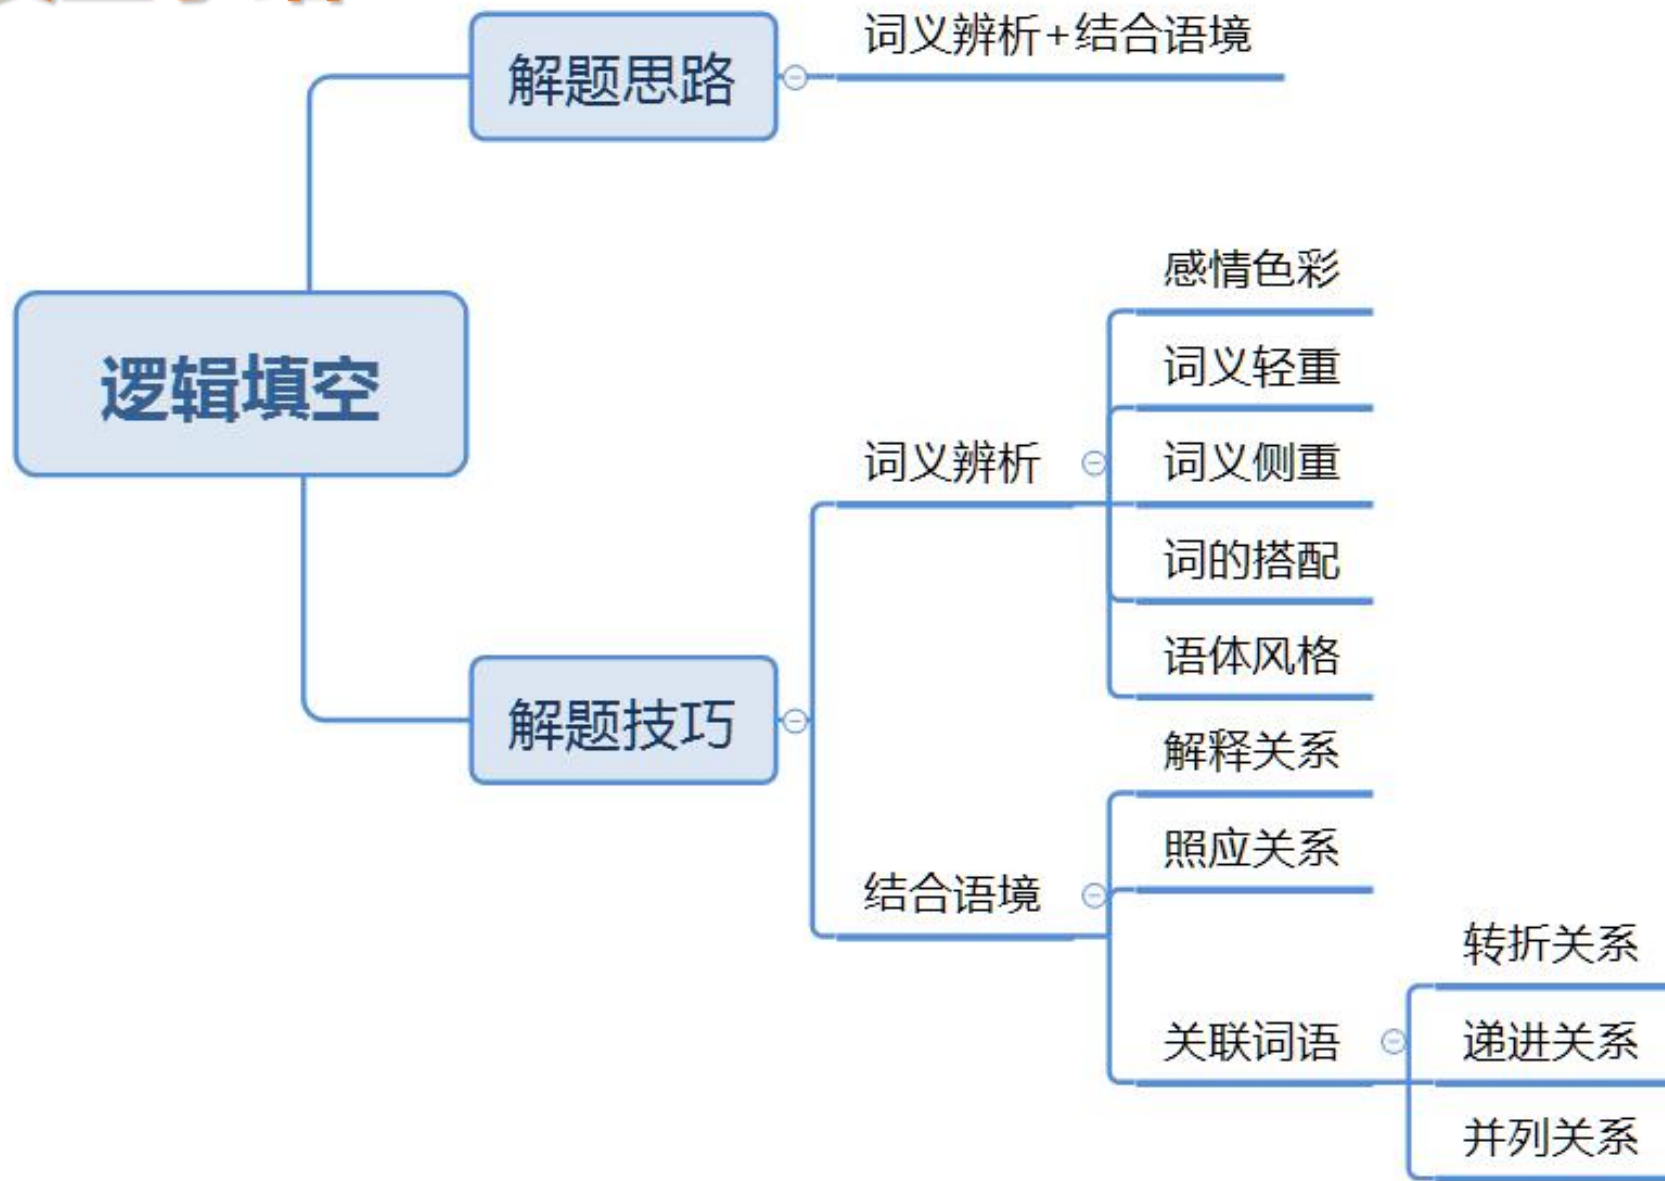 解题思路
词义辨析+结合语境
逻辑填空
解题技巧
词义辨析
感情色彩
词义轻重
词义侧重
词的搭配
语体风格
结合语境
解释关系
照应关系
关联词语
转折关系
递进关系
并列关系